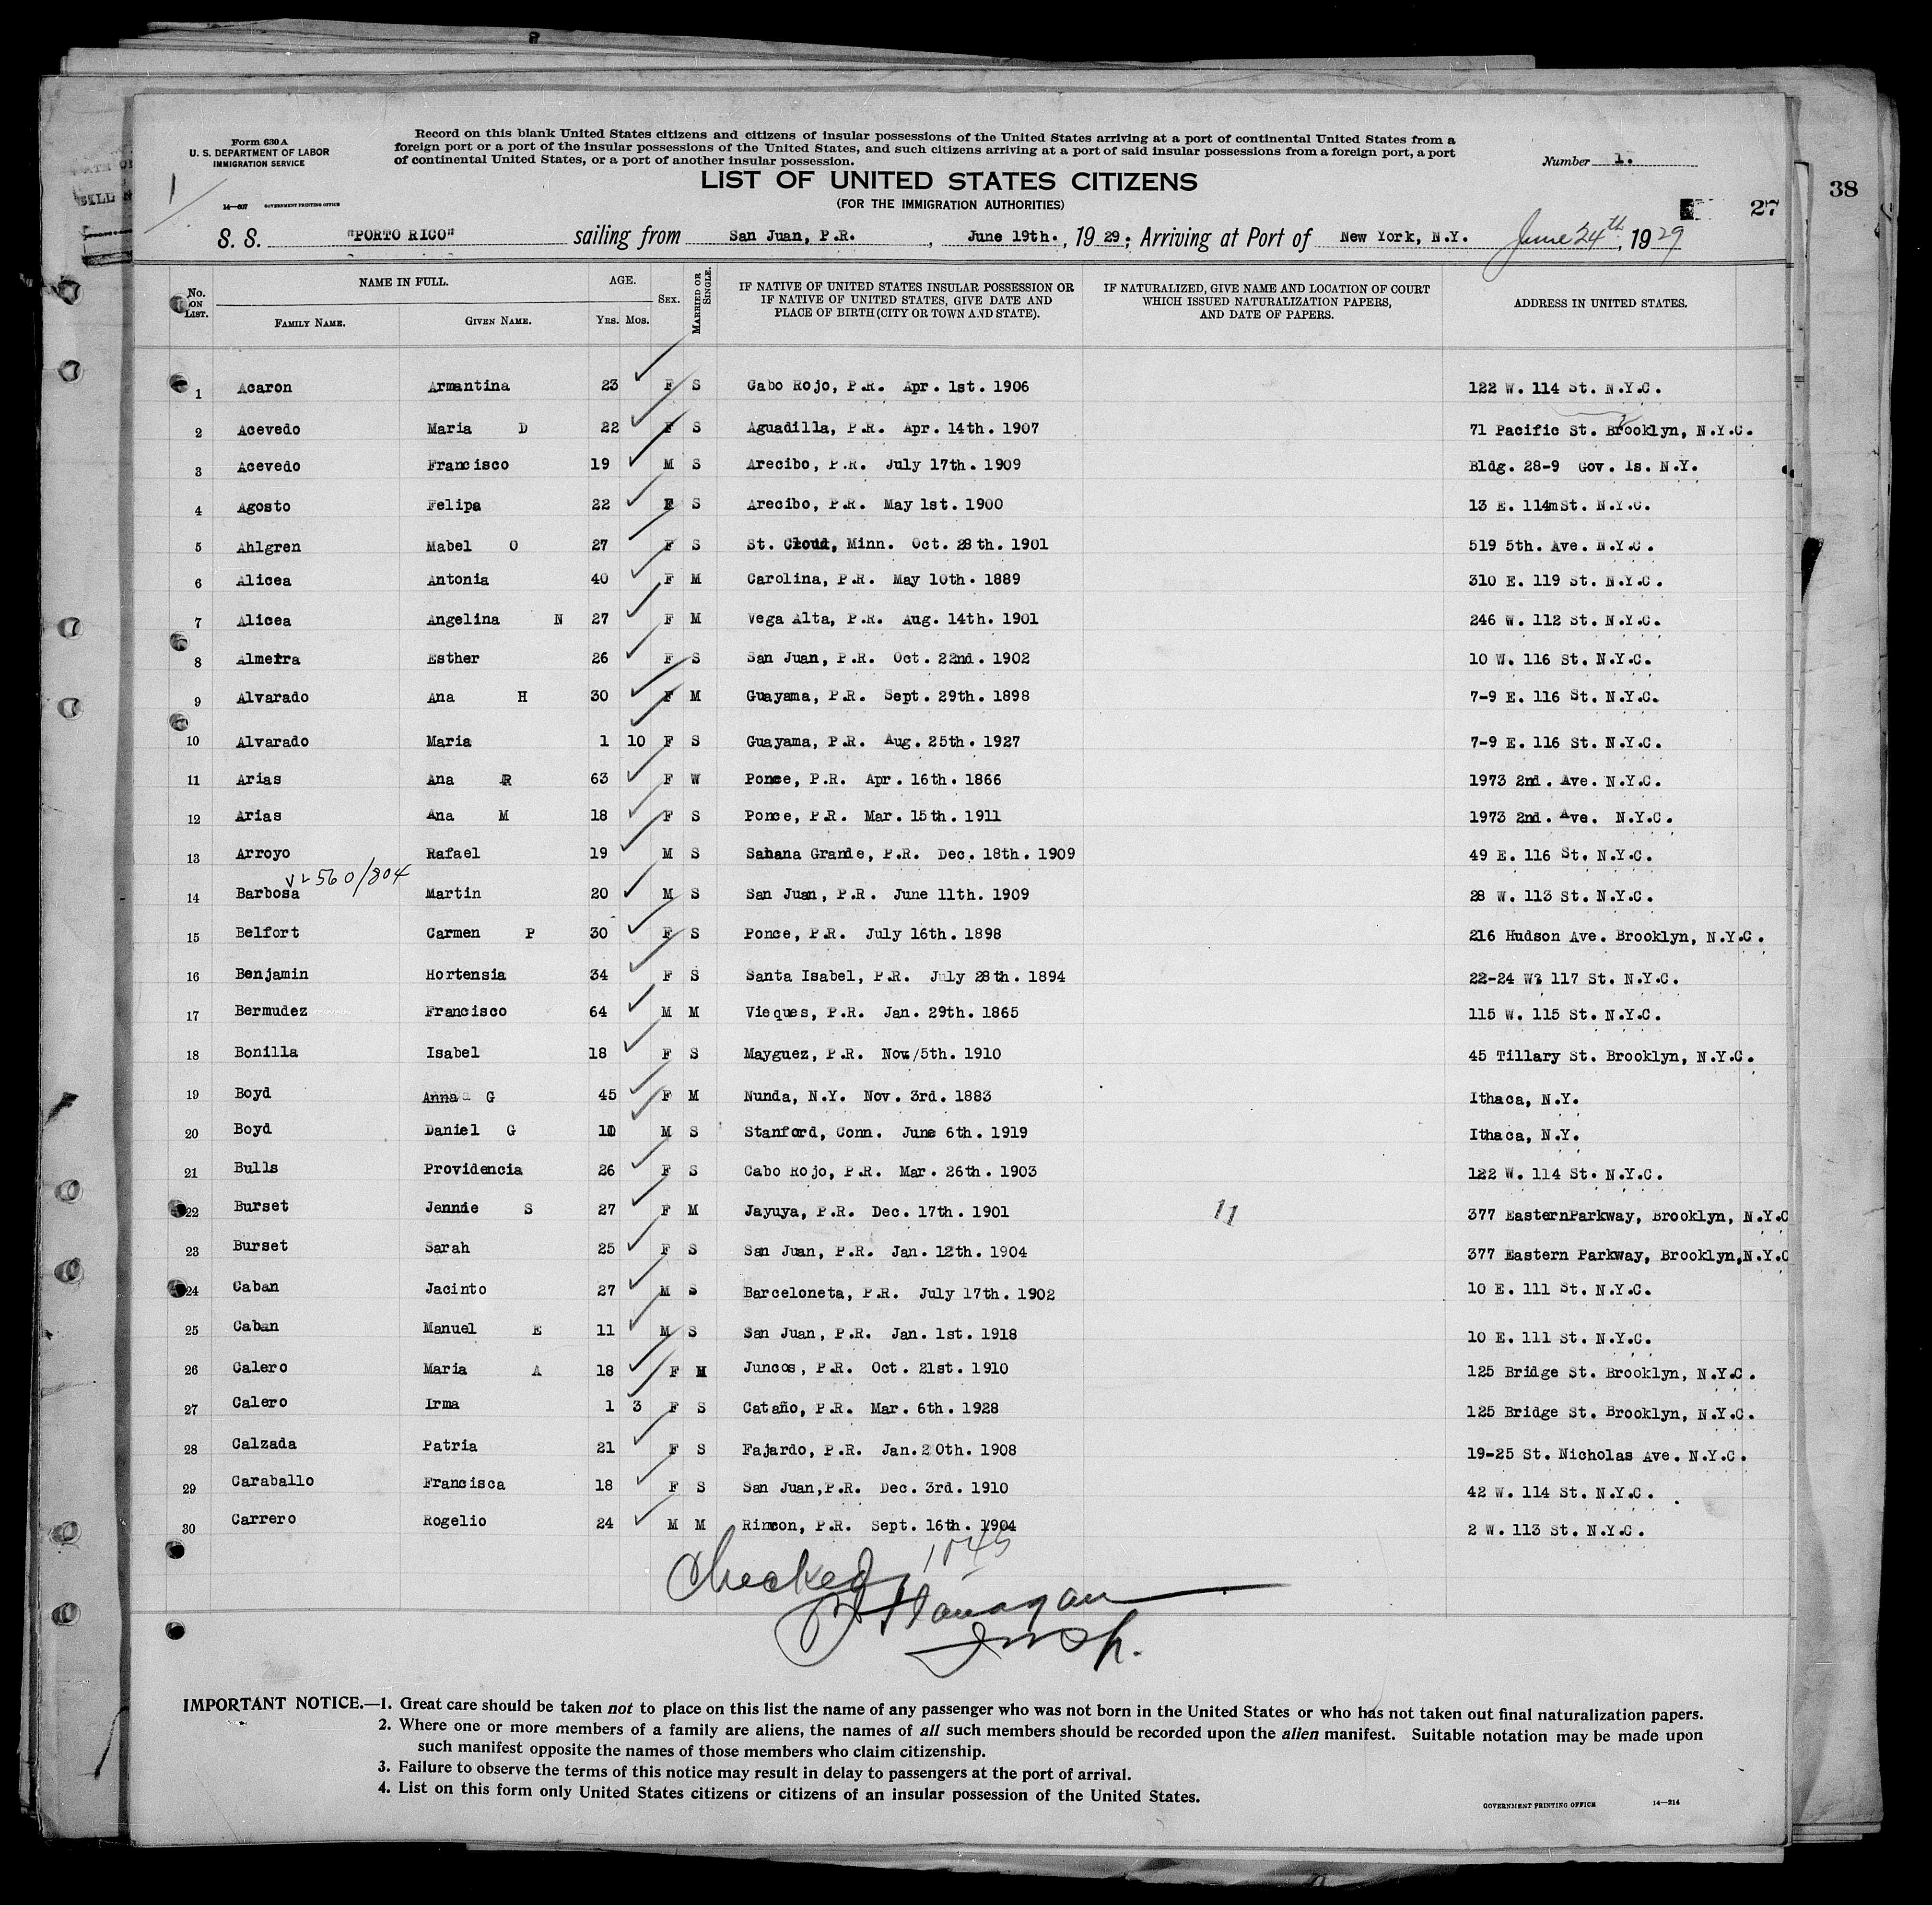 Form 630 A
U. S. DEPARTMENT OF LABOR
IMMIGRATION SERVICE
14—607 GOVERNMENT PRINTING OFFICE
1
Record on this blank United States citizens and citizens of insular possessions of the United States arriving at a port of continental United States from a
foreign port or a port of the insular possessions of the United States, and such citizens arriving at a port of said insular possessions from a foreign port, a port
of continental United States, or a port of another insular possession.
Number 1.
LIST OF UNITED STATES CITIZENS
(FOR THE IMMIGRATION AUTHORITIES)
27
38
S. S. "PORTO RICO" sailing from San Juan, P.R. , June 19th. , 19 29 ; Arriving at Port of New York, N.Y. June 24th , 19 29
No. ON LIST. NAME IN FULL. FAMILY NAME. GIVEN NAME. AGE. YRS. MOS. SEX. MARRIED OR SINGLE. IF NATIVE OF UNITED STATES INSULAR POSSESSION OR IF NATIVE OF UNITED STATES, GIVE DATE AND PLACE OF BIRTH (CITY OR TOWN AND STATE). IF NATURALIZED, GIVE NAME AND LOCATION OF COURT WHICH ISSUED NATURALIZATION PAPERS, AND DATE OF PAPERS. ADDRESS IN UNITED STATES.
1 Acaron Armantina 23 F S Cabo Rojo, P.R. Apr. 1st. 1906 122 W. 114 St. N.Y.C.
2 Acevedo Maria D 22 F S Aguadilla, P.R. Apr. 14th. 1907 71 Pacific St. Brooklyn, N.Y.C.
3 Acevedo Francisco 19 M S Arecibo, P.R. July 17th. 1909 Bldg. 28-9 Gov. Is. N.Y.
4 Agosto Felipa 22 F S Arecibo, P.R. May 1st. 1900 13 E. 114mSt. N.Y.C.
5 Ahlgren Mabel O 27 F S St. Cloud, Minn. Oct. 28th. 1901 519 5th. Ave. N.Y.C.
6 Alicea Antonia 40 F M Carolina, P.R. May 10th. 1889 310 E. 119 St. N.Y.C.
7 Alicea Angelina N 27 F M Vega Alta, P.R. Aug. 14th. 1901 246 W. 112 St. N.Y.C.
8 Esther 26 F S San Juan, P.R. Oct. 22nd. 1902 10 W. 116 St. N.Y.C.
9 Alvarado Ana H 30 F M Guayama, P.R. Sept. 29th. 1898 7-9 E. 116 St. N.Y.C.
10 Alvarado Maria 1 10 F S Guayama, P.R. Aug. 25th. 1927 7-9 E. 116 St. N.Y.C.
11 Arias Ana R 63 F W Ponce, P.R. Apr. 16th. 1866 1973 2nd. Ave. N.Y.C.
12 Arias Ana M 18 F S Ponce, P.R. Mar. 15th. 1911 1973 2nd. Ave. N.Y.C.
13 Arroyo Rafael 19 M S Sabana Grande, P.R. Dec. 18th. 1909 49 E. 116 St. N.Y.C.
560/804
14 Barbosa Martin 20 M S San Juan, P.R. June 11th. 1909 28 W. 113 St. N.Y.C.
15 Belfort Carmen P 30 F S Ponce, P.R. July 16th. 1898 216 Hudson Ave. Brooklyn, N.Y.C.
16 Benjamin Hortensia 34 F S Santa Isabel, P.R. July 28th. 1894 22-24 W? 117 St. N.Y.C.
17 Bermudez Francisco 64 M M Vieques, P.R. Jan. 29th. 1865 115 W. 115 St. N.Y.C.
18 Bonilla Isabel 18 F S Mayguez, P.R. Nov./5th. 1910 45 Tillary St. Brooklyn, N.Y.C.
19 Boyd Anna G 45 F M Nunda, N.Y. Nov. 3rd. 1883 Ithaca, N.Y.
20 Boyd Daniel G M S Stanford, Conn. June 6th. 1919 Ithaca, N.Y.
21 Bulls Providencia 26 F S Cabo Rojo, P.R. Mar. 26th. 1903 122 W. 114 St. N.Y.C.
22 Burset Jennie S 27 F M Jayuya, P.R. Dec. 17th. 1901 11 377 EasternParkway, Brooklyn, N.Y.C
23 Burset Sarah 25 F S San Juan, P.R. Jan. 12th. 1904 377 Eastern Parkway, Brooklyn,N.Y.C
24 Caban Jacinto 27 M S Barceloneta, P.R. July 17th. 1902 10 E. 111 St. N.Y.C.
25 Caban Manuel E 11 M S San Juan, P.R. Jan. 1st. 1918 10 E. 111 St. N.Y.C.
26 Calero Maria A 18 F M Juncos, P.R. Oct. 21st. 1910 125 Bridge St. Brooklyn, N.Y.C.
27 Calero Irma 1 3 F S Cataño, P.R. Mar. 6th. 1928 125 Bridge St. Brooklyn, N.Y.C.
28 Calzada Patria 21 F S Fajardo, P.R. Jan.20th. 1908 19-25 St. Nicholas Ave. N.Y.C.
29 Caraballo Francisca 18 F S San Juan,P.R. Dec. 3rd. 1910 42 W. 114 St. N.Y.C.
30 Carrero Rogelio 24 M M Rincon, P.R. Sept. 16th. 1904 2 W. 113 St. N.Y.C.
Checked
Flanagan
Insp.
IMPORTANT NOTICE.—1. Great care should be taken not to place on this list the name of any passenger who was not born in the United States or who has not taken out final naturalization papers.
2. Where one or more members of a family are aliens, the names of all such members should be recorded upon the alien manifest. Suitable notation may be made upon
such manifest opposite the names of those members who claim citizenship.
3. Failure to observe the terms of this notice may result in delay to passengers at the port of arrival.
4. List on this form only United States citizens or citizens of an insular possession of the United States.
GOVERNMENT PRINTING OFFICE 14—214